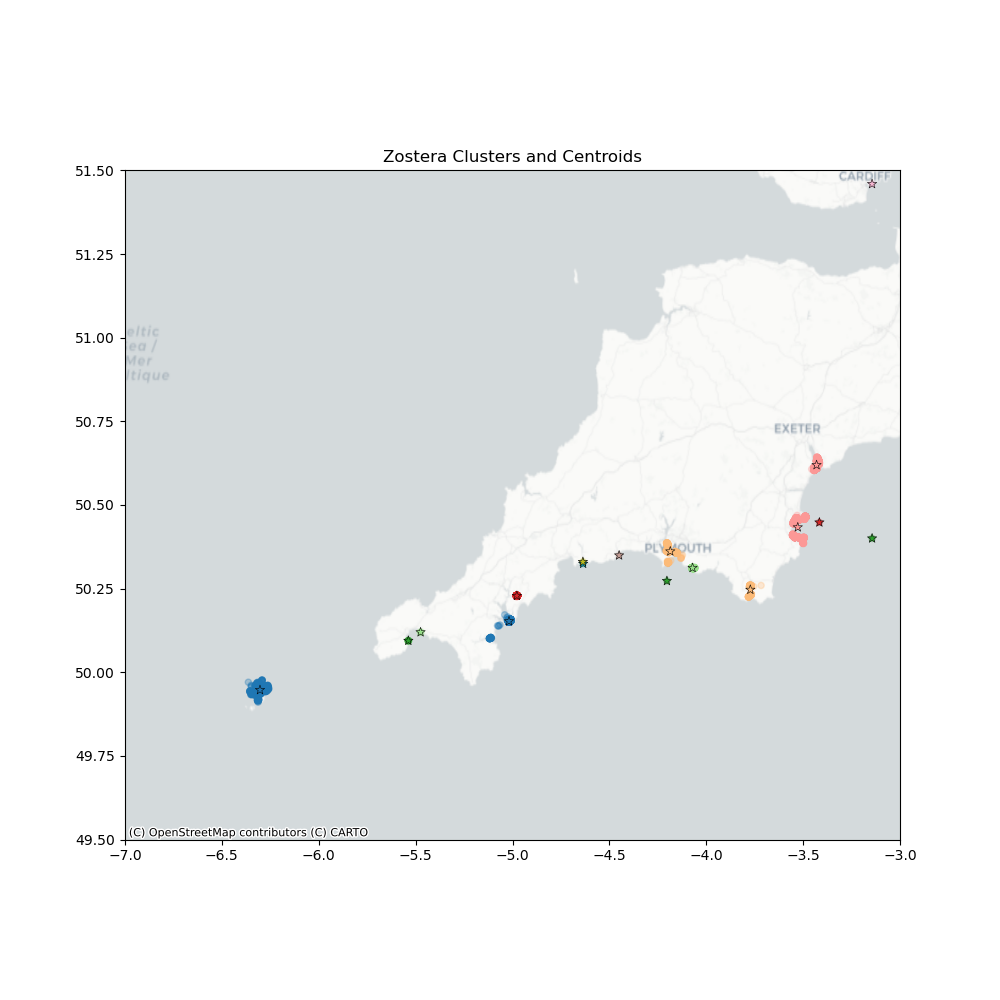 Zostera Clusters and Centroids
51.50
51.25
51.00
50.75
50.50
50.25
50.00
49.75
49.50
CARDIFF
eltic
ea /
Mer
ltique
EXETER
PLYMOUTH
(C) OpenStreetMap contributors (C) CARTO
−7.0
−6.5
−6.0
−5.5
−5.0
−4.5
−4.0
−3.5
−3.0